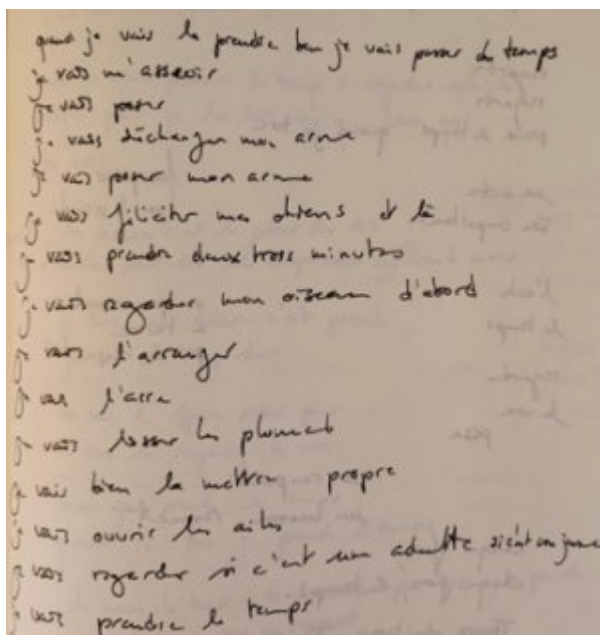 quand je vais la prendre ben je vais passer du temps
je vais m'asseoir
je vais poser
je vais décharger mon arme
je vais poser mon arme
je vais féliciter mes chiens et là
je vais prendre deux trois minutes
je vais regarder mon oiseau d'abord
je vais l'arranger
je vais
je vais lisser les plumes
je vais bien la mettre propre
je vais ouvrir les ailes
je vais regarder si c'est un adulte si c'est un jeune
je vais prendre le temps